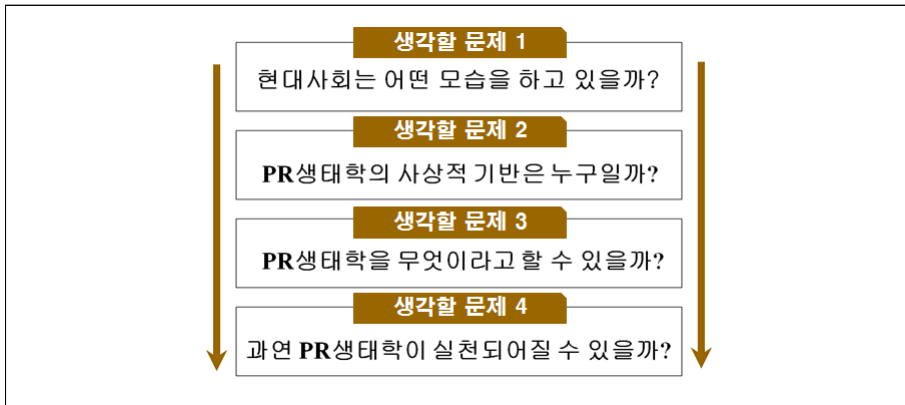 생각할 문제 1
현대사회는 어떤 모습을 하고 있을까?
생각할 문제 2
PR생태학의 사상적 기반은 누구일까?
생각할 문제 3
PR생태학을 무엇이라고 할 수 있을까?
생각할 문제 4
과연 PR생태학이 실천되어질 수 있을까?